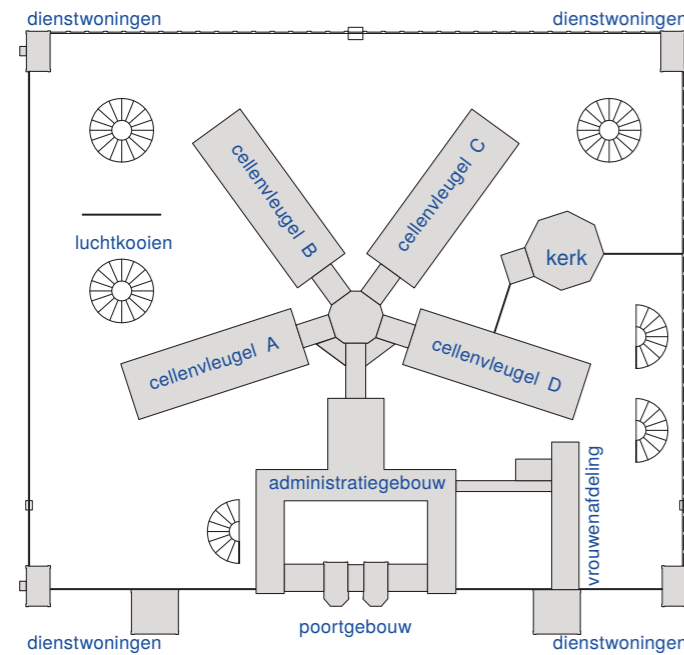 dienstwoningen
dienstwoningen
cellenvleugel B
cellenvleugel C
luchtkooien
kerk
cellenvleugel A
cellenvleugel D
administratiegebouw
vrouwenafdeling
poortgebouw
dienstwoningen
dienstwoningen